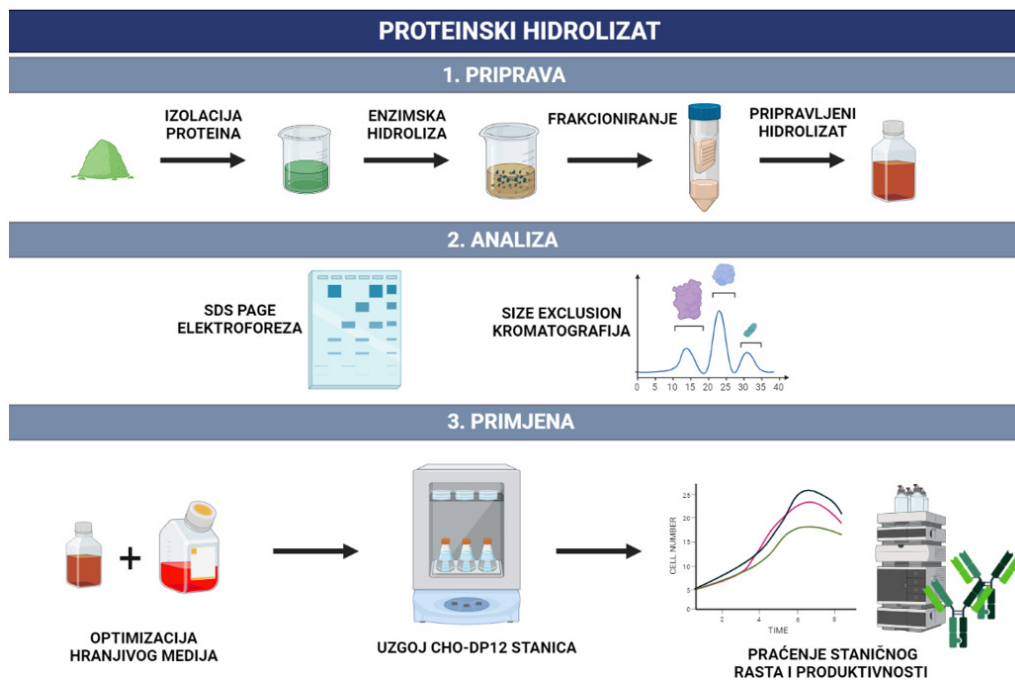 PROTEINSKI HIDROLIZAT
1. PRIPRAVA
IZOLACIJA
PROTEINA
ENZIMSKA
HIDROLIZA
FRAKCIONIRANJE
PRIPRAVLJENI
HIDROLIZAT
2. ANALIZA
SDS PAGE
ELEKTROFOREZA
SIZE EXCLUSION
KROMATOGRAFIJA
0 5 10 15 20 25 30 35 40
3. PRIMJENA
+
OPTIMIZACIJA
HRANJIVOG MEDIJA
UZGOJ CHO-DP12 STANICA
CELL NUMBER
25
20
15
10
5
0
2 4 6 8
TIME
PRAĆENJE STANIČNOG
RASTA I PRODUKTIVNOSTI